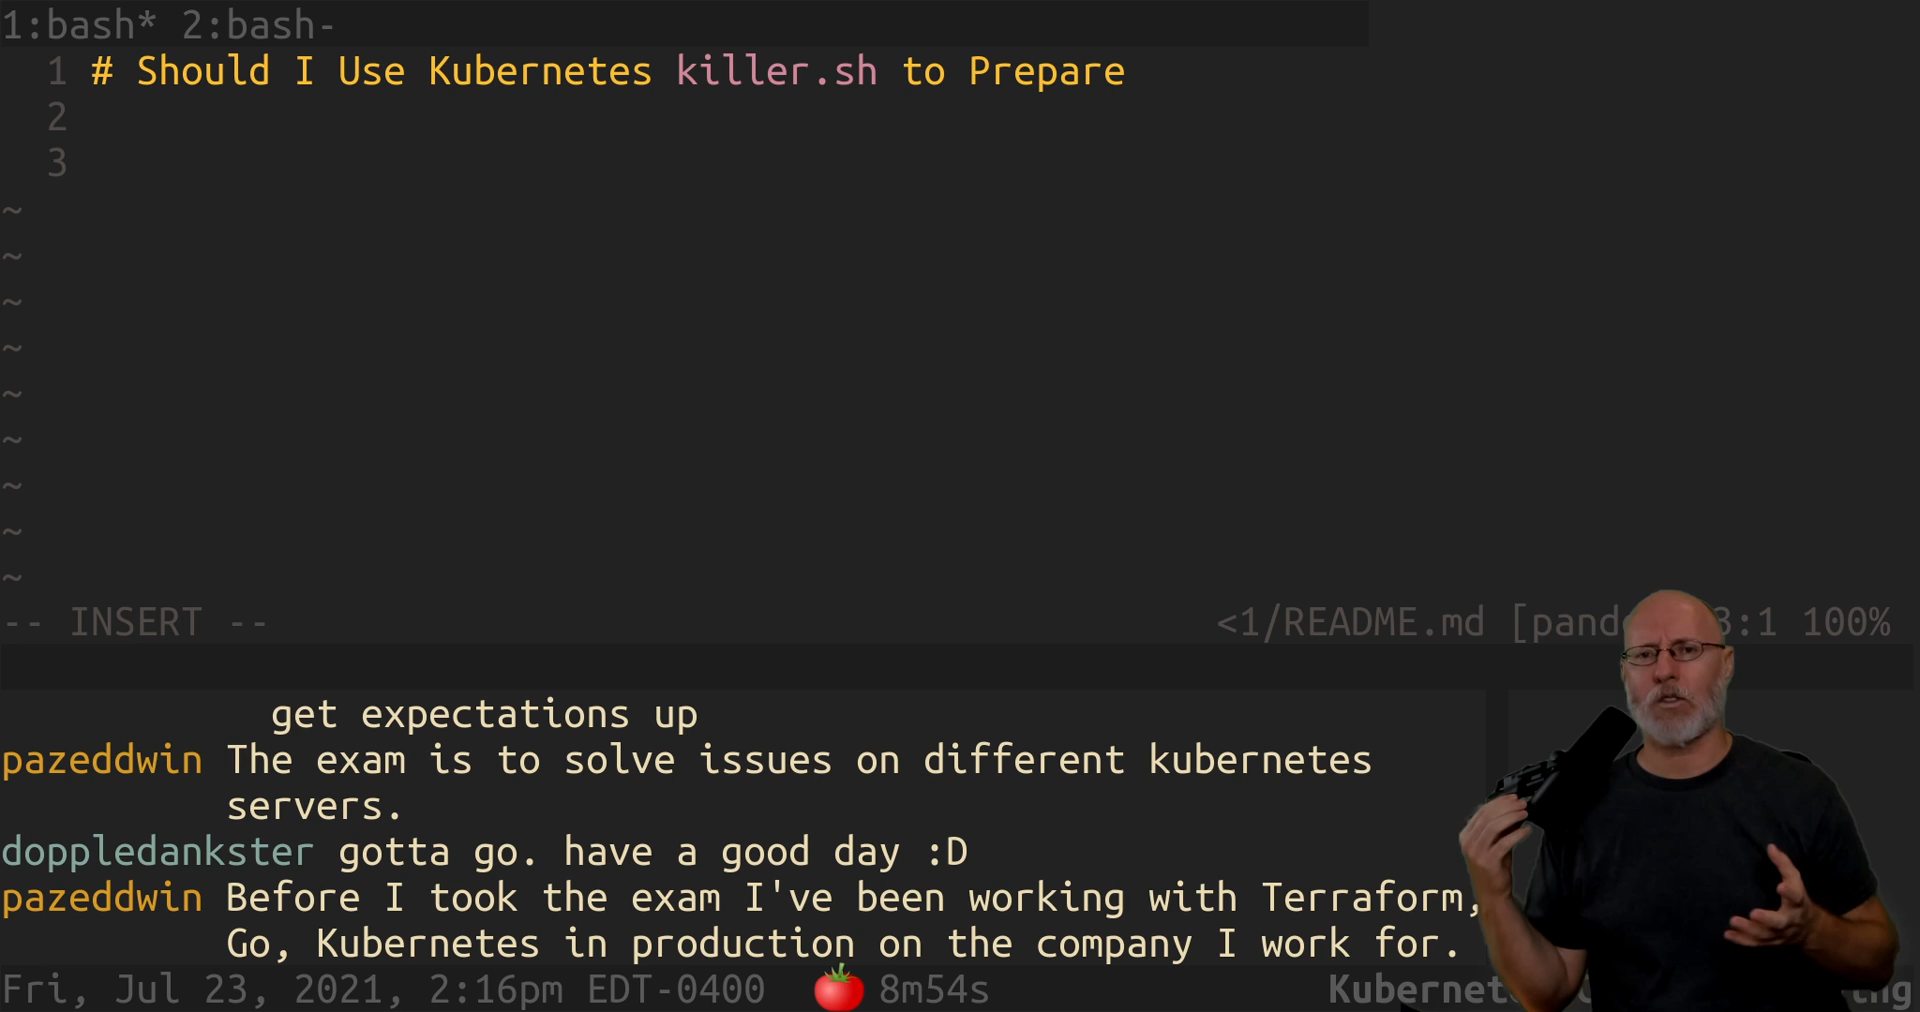 1:bash* 2:bash-
1 # Should I Use Kubernetes killer.sh to Prepare
2
3
~
~
~
~
~
~
~
~
~
-- INSERT -- <1/README.md [pand 3:1 100%
get expectations up
pazeddwin The exam is to solve issues on different kubernetes
servers.
doppledankster gotta go. have a good day :D
pazeddwin Before I took the exam I've been working with Terraform,
Go, Kubernetes in production on the company I work for.
Fri, Jul 23, 2021, 2:16pm EDT-0400 🍅 8m54s Kubernet